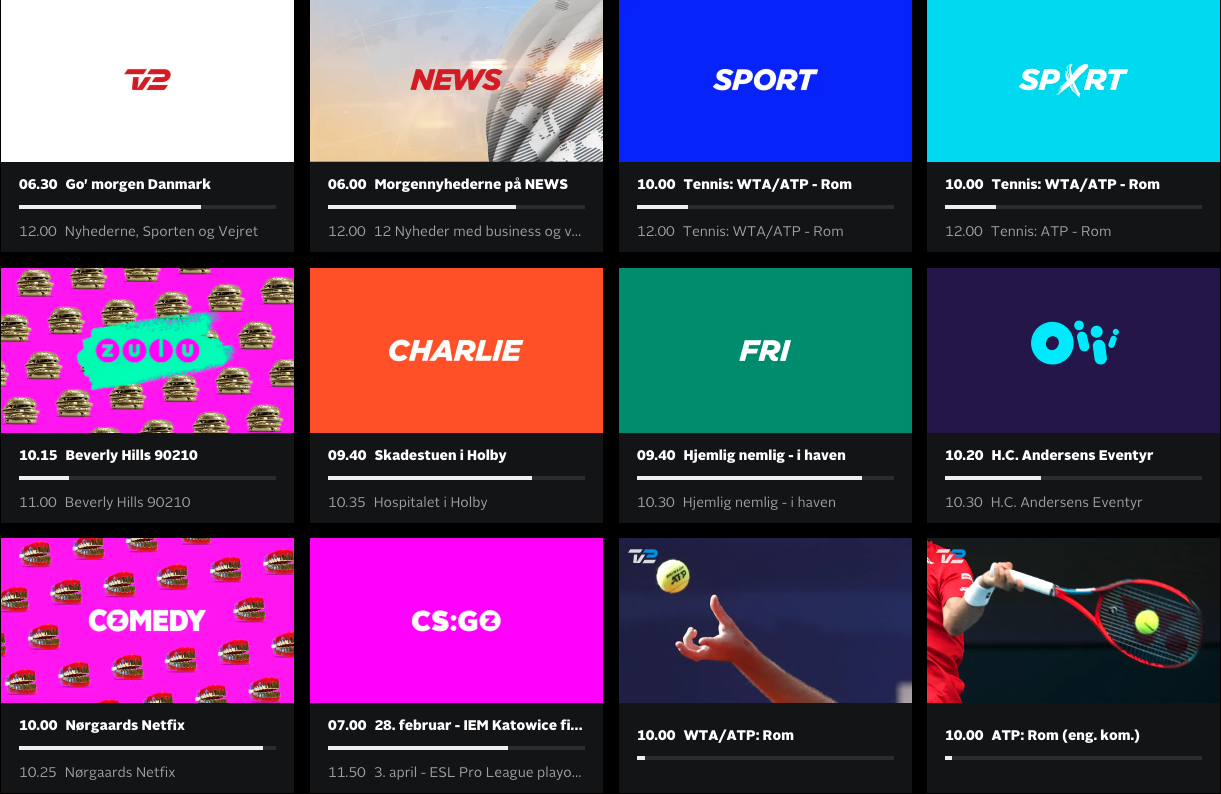 TV2
NEWS
SPORT
SPXRT
06.30 Go' morgen Danmark
12.00 Nyhederne, Sporten og Vejret
06.00 Morgennyhederne på NEWS
12.00 12 Nyheder med business og v...
10.00 Tennis: WTA/ATP - Rom
12.00 Tennis: WTA/ATP - Rom
10.00 Tennis: WTA/ATP - Rom
12.00 Tennis: ATP - Rom
ZULU
CHARLIE
FRI
Oiii
10.15 Beverly Hills 90210
11.00 Beverly Hills 90210
09.40 Skadestuen i Holby
10.35 Hospitalet i Holby
09.40 Hjemlig nemlig - i haven
10.30 Hjemlig nemlig - i haven
10.20 H.C. Andersens Eventyr
10.30 H.C. Andersens Eventyr
COMEDY
CS:GO
TV2
DUNLOP
ATP
TV2
10.00 Nørgaards Netfix
10.25 Nørgaards Netfix
07.00 28. februar - IEM Katowice fi...
11.50 3. april - ESL Pro League playo...
10.00 WTA/ATP: Rom
10.00 ATP: Rom (eng. kom.)